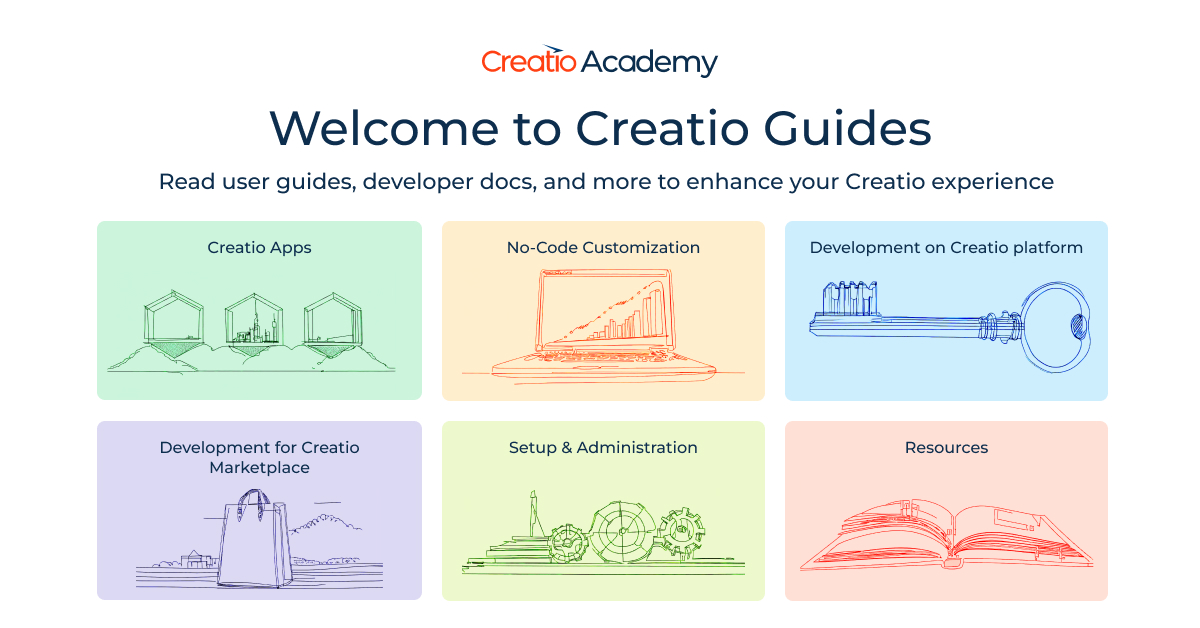 Creatio Academy
Welcome to Creatio Guides
Read user guides, developer docs, and more to enhance your Creatio experience
Creatio Apps
No-Code Customization
Development on Creatio platform
Development for Creatio
Marketplace
Setup & Administration
Resources